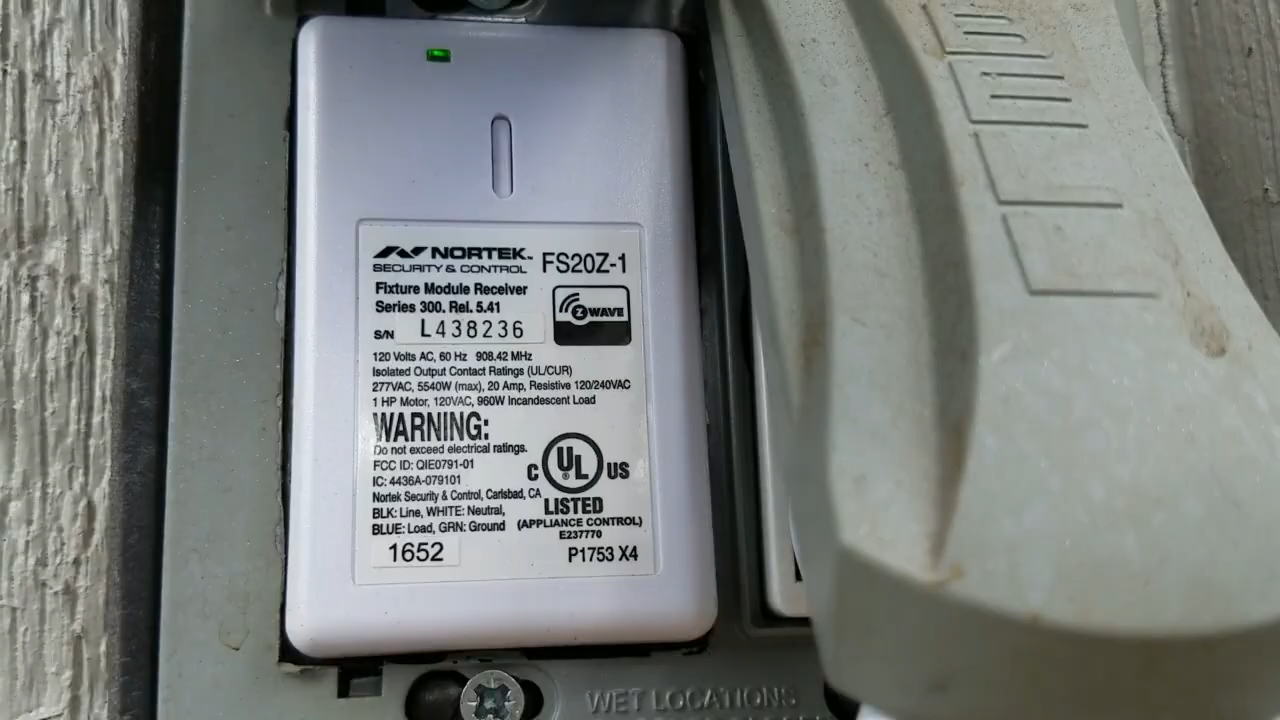 NORTEK™
SECURITY & CONTROL
FS20Z-1
Fixture Module Receiver
Series 300. Rel. 5.41
S/N L438236
Z WAVE
120 Volts AC, 60 Hz 908.42 MHz
Isolated Output Contact Ratings (UL/CUR)
277VAC, 5540W (max), 20 Amp, Resistive 120/240VAC
1 HP Motor, 120VAC, 960W Incandescent Load
WARNING:
Do not exceed electrical ratings.
FCC ID: QIE0791-01
IC: 4436A-079101
Nortek Security & Control, Carlsbad, CA
BLK: Line, WHITE: Neutral,
BLUE: Load, GRN: Ground
1652
C UL® US
LISTED
(APPLIANCE CONTROL)
E237770
P1753 X4
WET LOCATIONS